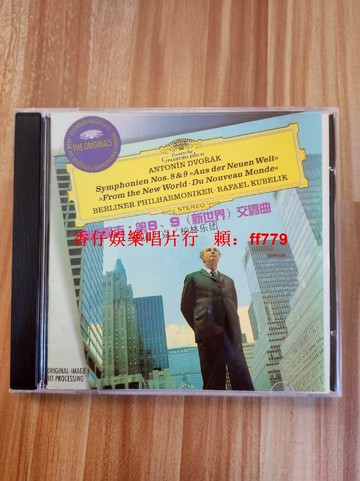 THE ORIGINALS
Deutsche
Grammophon
ANTONÍN DVOŘÁK
Symphonien Nos. 8 & 9 »Aus der Neuen Welt«
»From the New World · Du Nouveau Monde«
BERLINER PHILHARMONIKER · RAFAEL KUBELIK
STEREO
第8、9（新世界）交響曲
柏林乐团
香仔娛樂唱片行 賴：ff779
ORIGINAL-IMAGE
BIT-PROCESSING